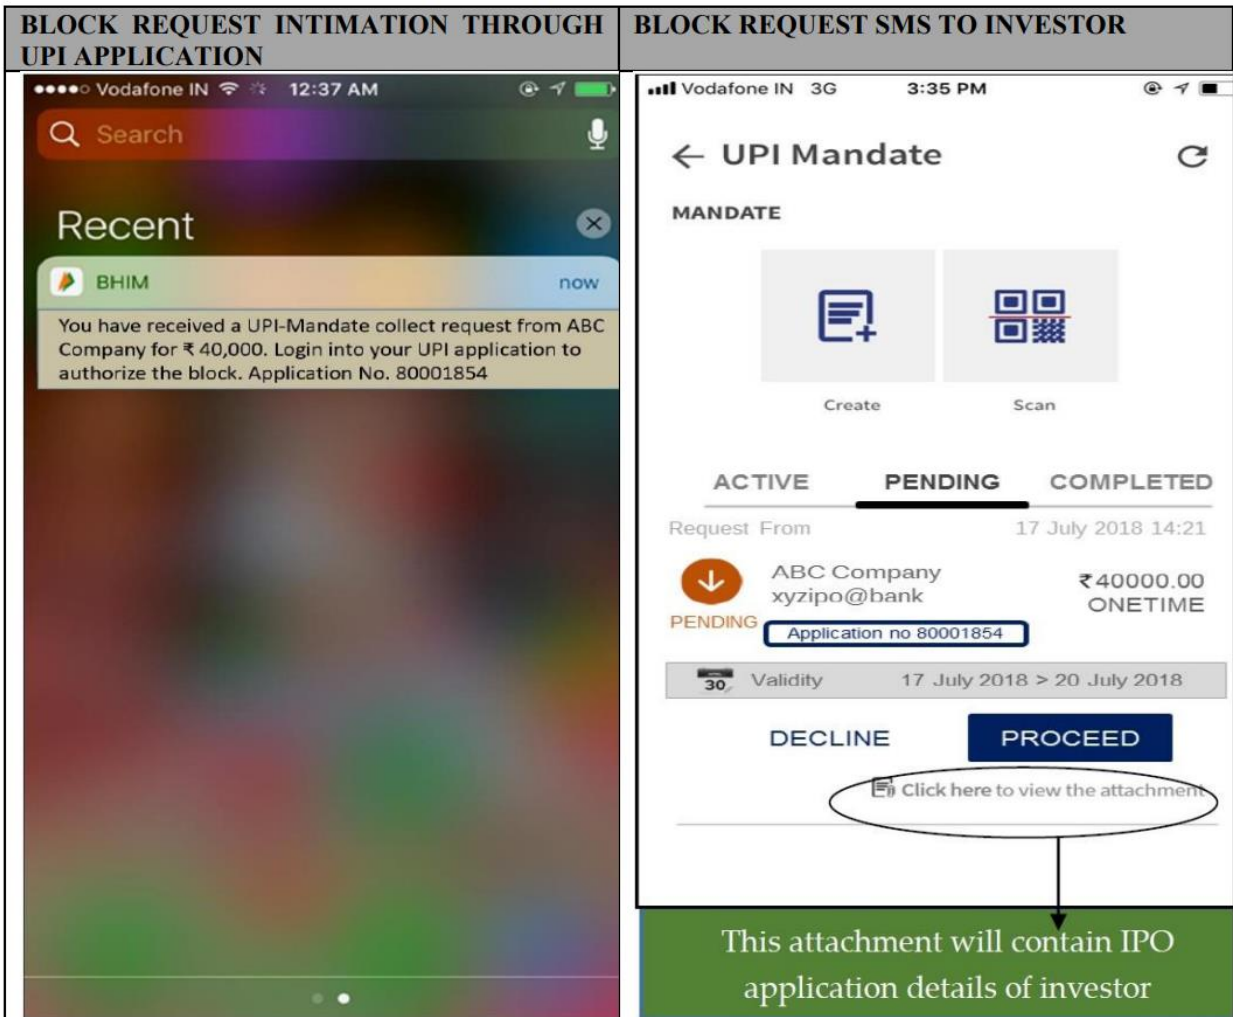 BLOCK REQUEST INTIMATION THROUGH
UPI APPLICATION
BLOCK REQUEST SMS TO INVESTOR
Vodafone IN 12:37 AM
Search
Recent
BHIM now
You have received a UPI-Mandate collect request from ABC
Company for ₹ 40,000. Login into your UPI application to
authorize the block. Application No. 80001854
Vodafone IN 3G 3:35 PM
← UPI Mandate
MANDATE
Create Scan
ACTIVE PENDING COMPLETED
Request From 17 July 2018 14:21
ABC Company ₹40000.00
xyzipo@bank ONETIME
PENDING
Application no 80001854
30 Validity 17 July 2018 > 20 July 2018
DECLINE PROCEED
Click here to view the attachment
This attachment will contain IPO
application details of investor